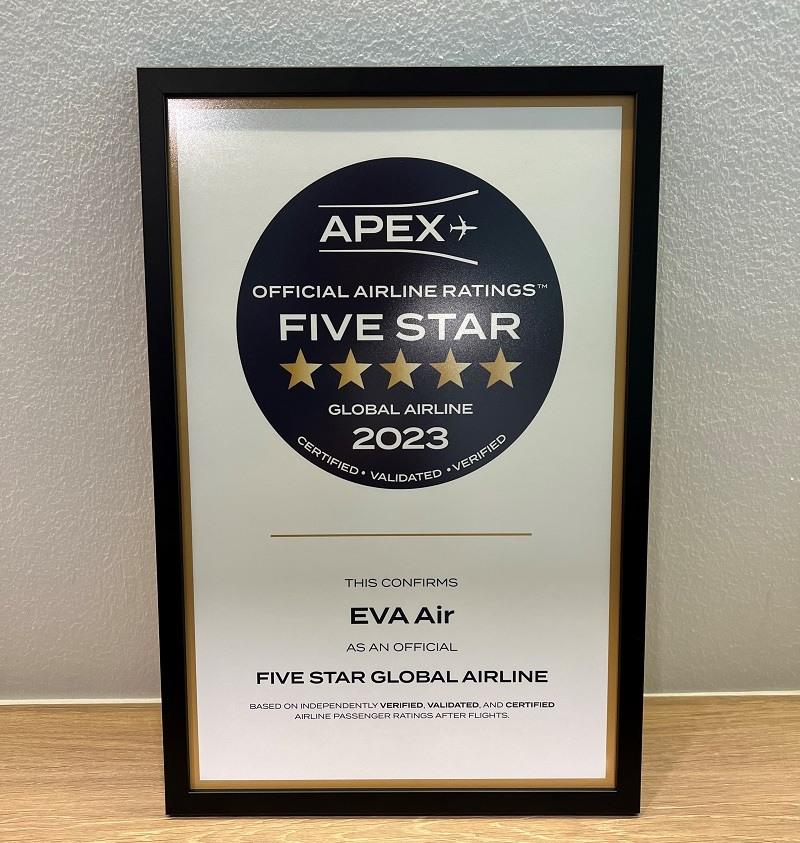 APEX
OFFICIAL AIRLINE RATINGS™
FIVE STAR
GLOBAL AIRLINE
2023
CERTIFIED • VALIDATED • VERIFIED
THIS CONFIRMS
EVA Air
AS AN OFFICIAL
FIVE STAR GLOBAL AIRLINE
BASED ON INDEPENDENTLY VERIFIED, VALIDATED, AND CERTIFIED
AIRLINE PASSENGER RATINGS AFTER FLIGHTS.